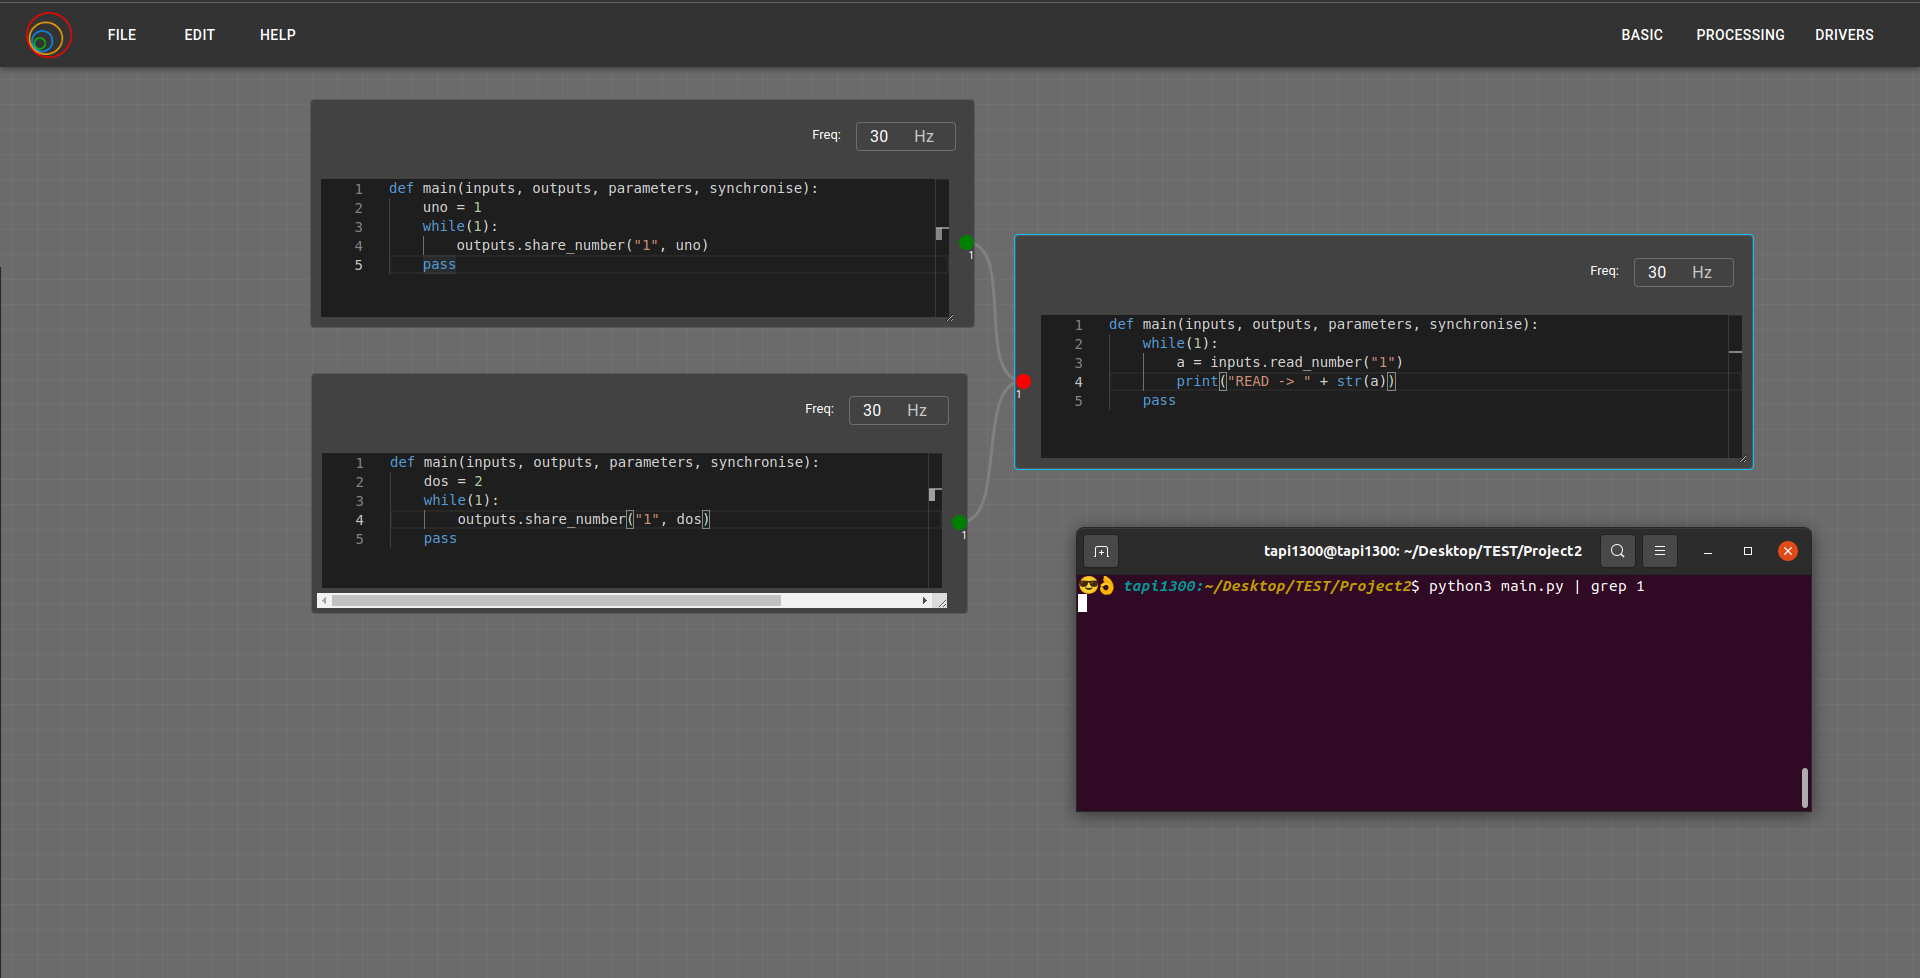 FILE EDIT HELP BASIC PROCESSING DRIVERS
Freq: 30 Hz
1 def main(inputs, outputs, parameters, synchronise):
2 uno = 1
3 while(1):
4 outputs.share_number("1", uno)
5 pass
1
Freq: 30 Hz
1 def main(inputs, outputs, parameters, synchronise):
2 dos = 2
3 while(1):
4 outputs.share_number("1", dos)
5 pass
1
Freq: 30 Hz
1 def main(inputs, outputs, parameters, synchronise):
2 while(1):
3 a = inputs.read_number("1")
4 print("READ -> " + str(a))
5 pass
1
tapi1300@tapi1300: ~/Desktop/TEST/Project2
😎👌 tapi1300:~/Desktop/TEST/Project2$ python3 main.py | grep 1